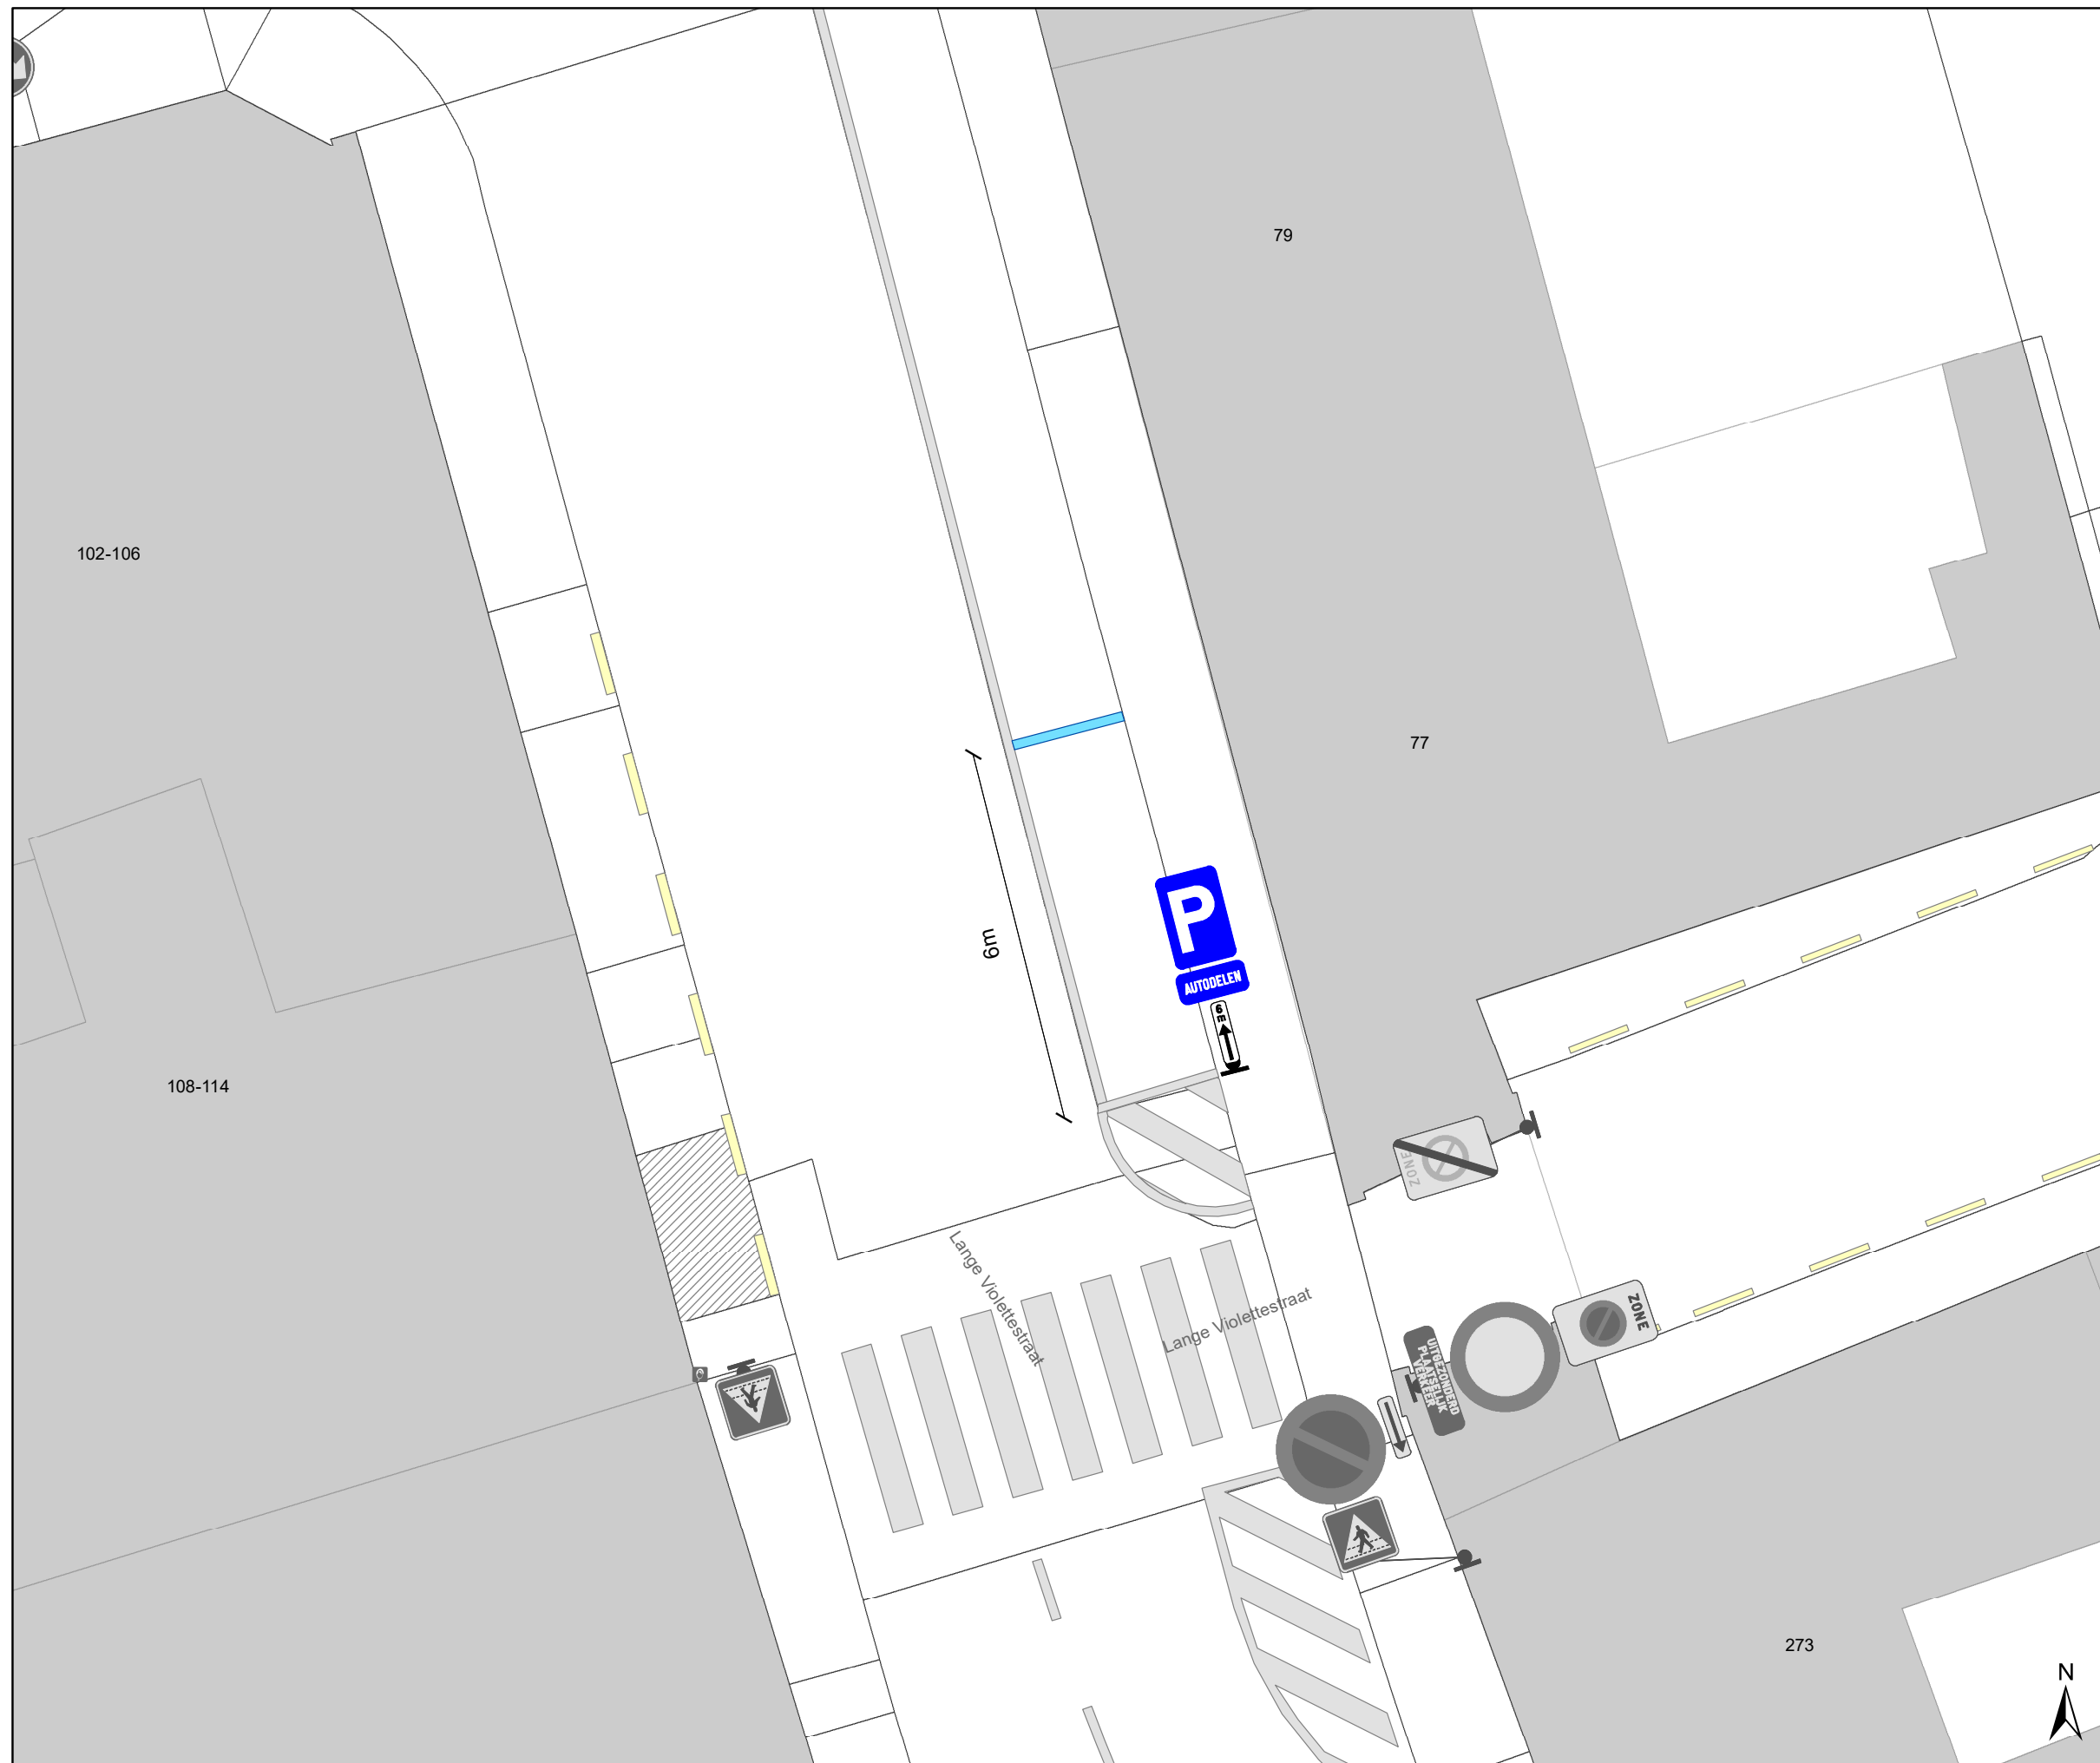 79
102-106
77
P
6m
AUTODELEN
6m
108-114
ZONE
Lange Violettestraat
Lange Violettestraat
ZONE
UITGEZONDERD
PLAATSELIJK
VERKEER
273
N